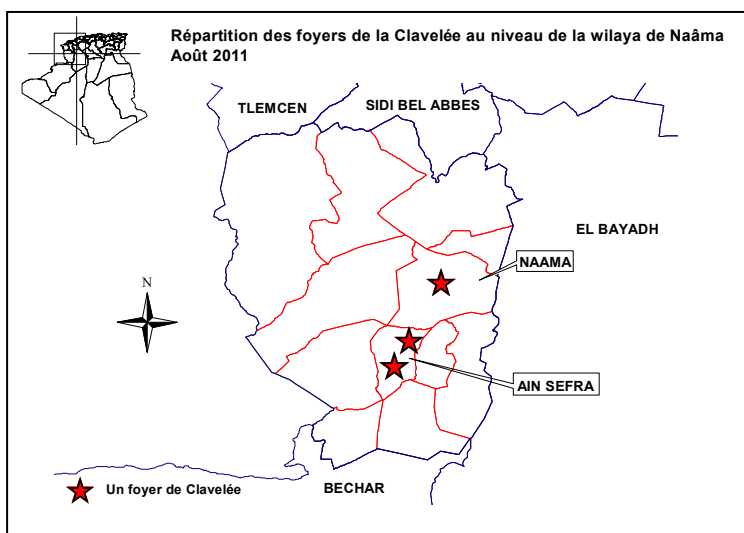 Répartition des foyers de la Clavelée au niveau de la wilaya de Naâma
Août 2011
TLEMCEN
SIDI BEL ABBES
EL BAYADH
NAAMA
N
AIN SEFRA
BECHAR
Un foyer de Clavelée